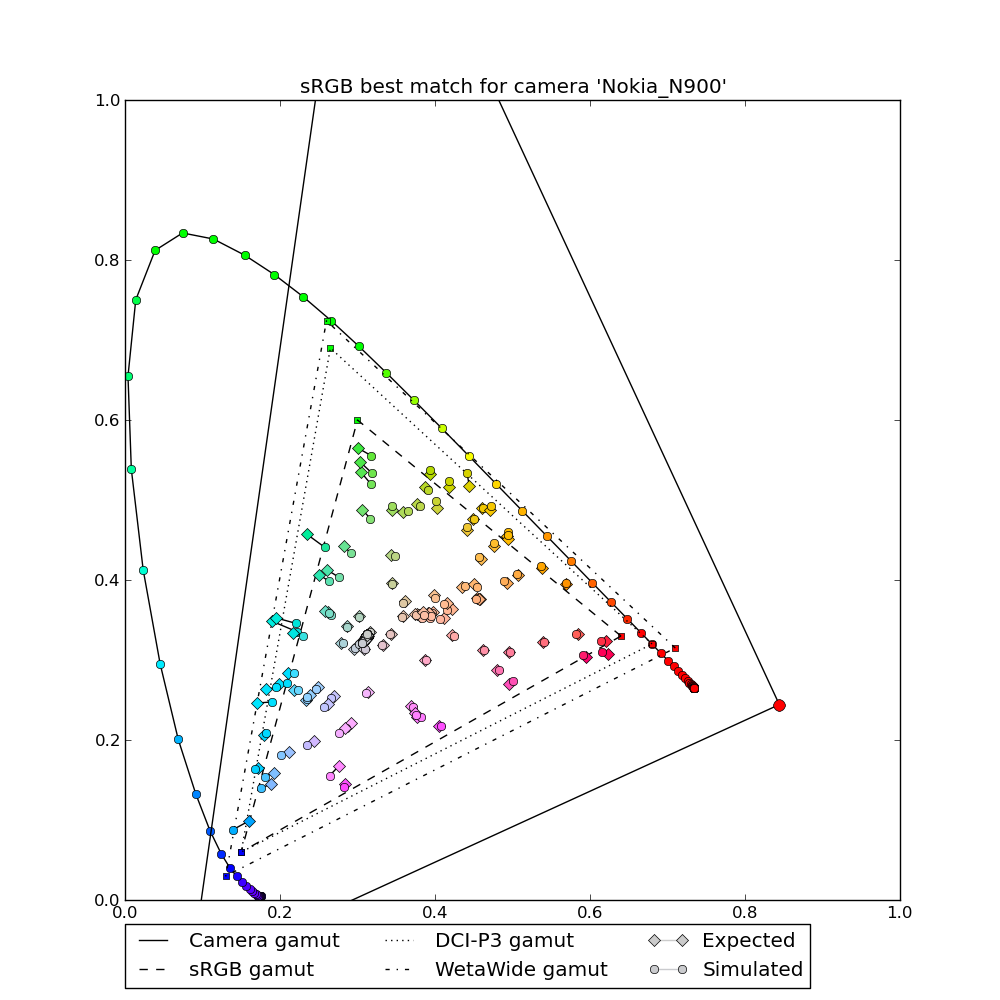 sRGB best match for camera 'Nokia_N900'
1.0
0.8
0.6
0.4
0.2
0.0
0.0 0.2 0.4 0.6 0.8 1.0
Camera gamut DCI-P3 gamut Expected
sRGB gamut WetaWide gamut Simulated